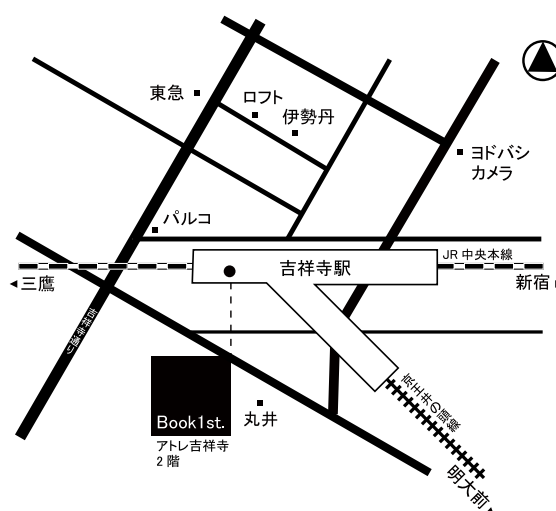 東急
ロフト
伊勢丹
ヨドバシ
カメラ
パルコ
吉祥寺駅
JR 中央本線
三鷹
新宿
吉祥寺通り
Book1st.
アトレ吉祥寺
2 階
丸井
京王井の頭線
明大前